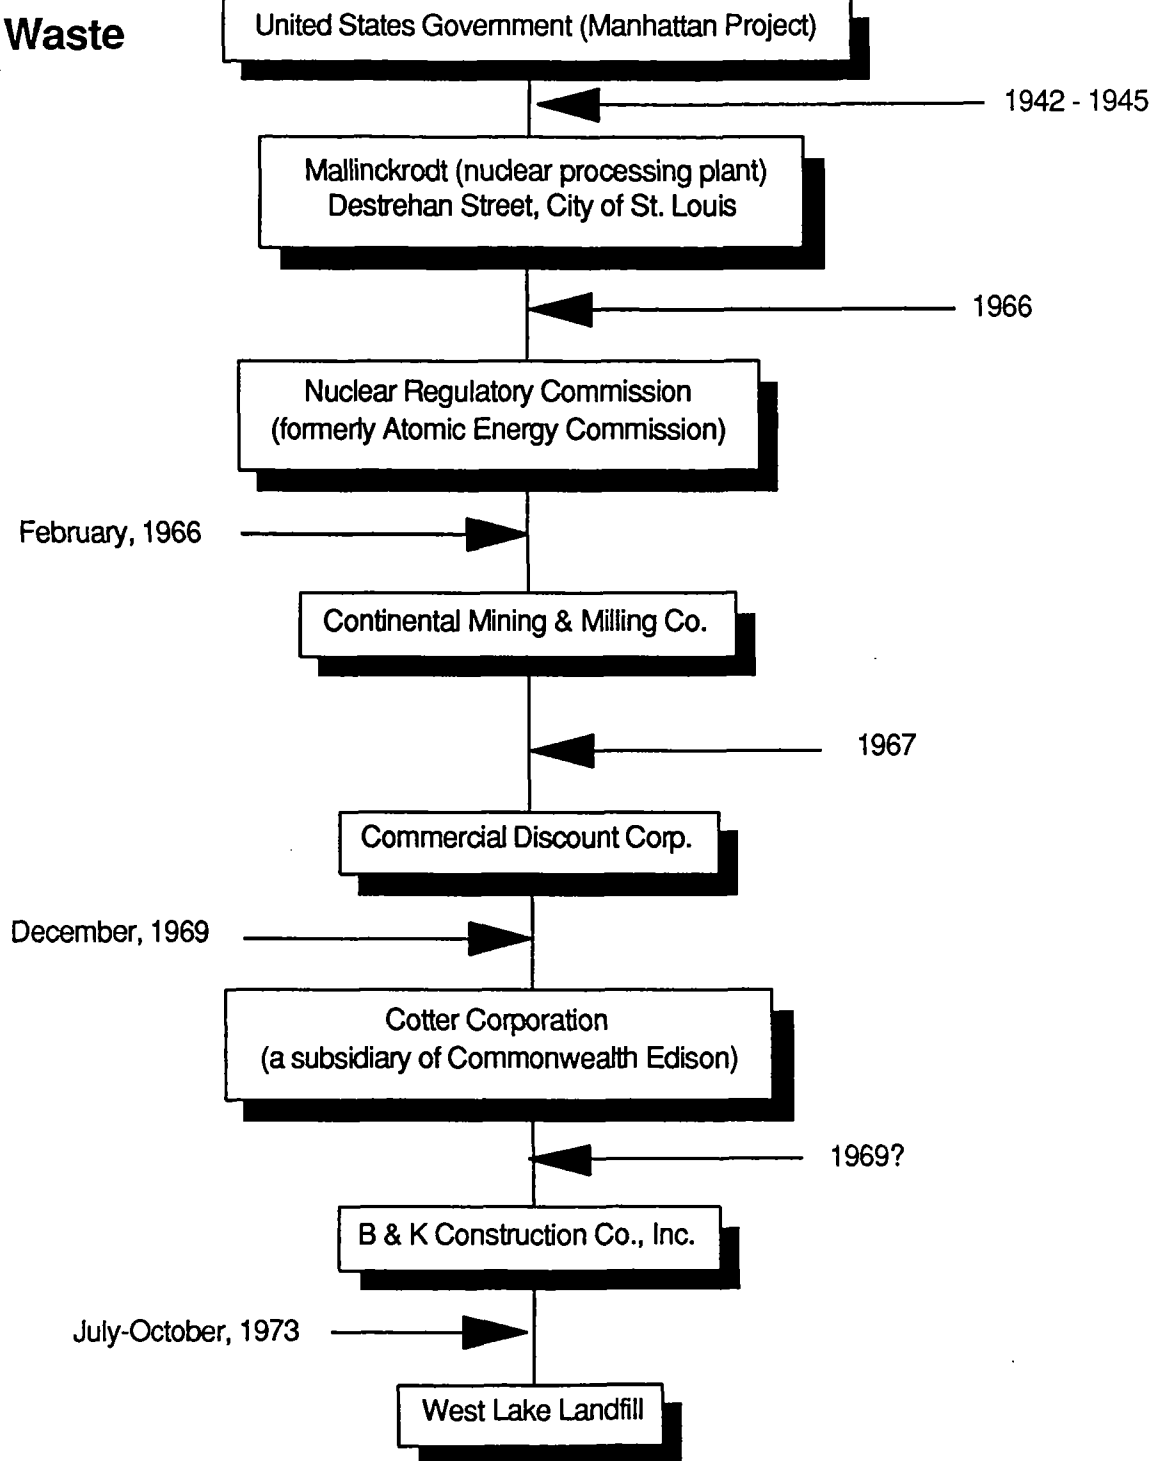 Waste
United States Government (Manhattan Project)
1942 - 1945
Mallinckrodt (nuclear processing plant)
Destrehan Street, City of St. Louis
1966
Nuclear Regulatory Commission
(formerly Atomic Energy Commission)
February, 1966
Continental Mining & Milling Co.
1967
Commercial Discount Corp.
December, 1969
Cotter Corporation
(a subsidiary of Commonwealth Edison)
1969?
B & K Construction Co., Inc.
July-October, 1973
West Lake Landfill